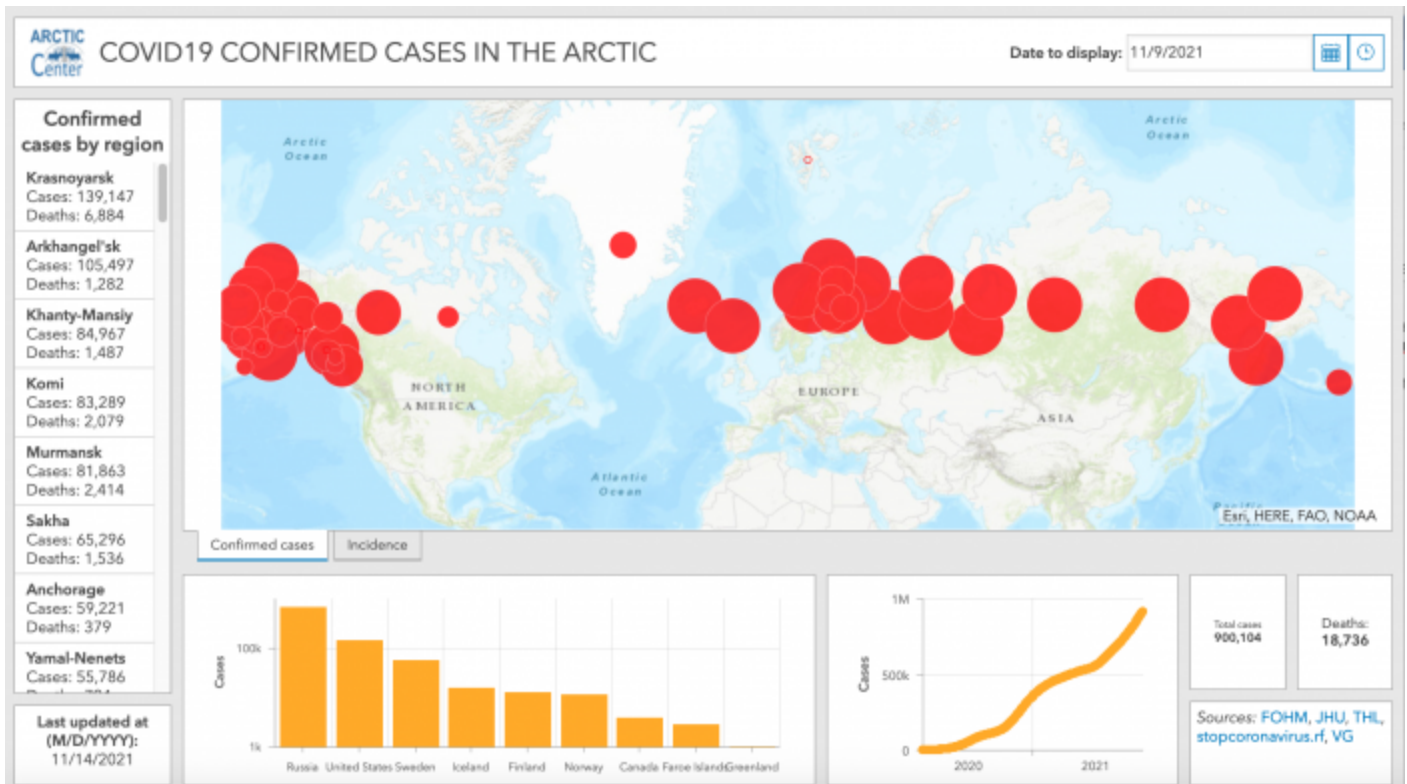 ARCTIC
Center
COVID19 CONFIRMED CASES IN THE ARCTIC
Date to display: 11/9/2021
Confirmed
cases by region
Krasnoyarsk
Cases: 139,147
Deaths: 6,884
Arkhangel'sk
Cases: 105,497
Deaths: 1,282
Khanty-Mansiy
Cases: 84,967
Deaths: 1,487
Komi
Cases: 83,289
Deaths: 2,079
Murmansk
Cases: 81,863
Deaths: 2,414
Sakha
Cases: 65,296
Deaths: 1,536
Anchorage
Cases: 59,221
Deaths: 379
Yamal-Nenets
Cases: 55,786
Last updated at
(M/D/YYYY):
11/14/2021
Arctic
Ocean
Arctic
Ocean
NORTH
AMERICA
EUROPE
ASIA
Atlantic
Ocean
Esri, HERE, FAO, NOAA
Confirmed cases
Incidence
Cases
100k
1k
Russia United States Sweden Iceland Finland Norway Canada Faroe Islands Greenland
Cases
1M
500k
0
2020 2021
Total cases
900,104
Deaths:
18,736
Sources: FOHM, JHU, THL,
stopcoronavirus.rf, VG